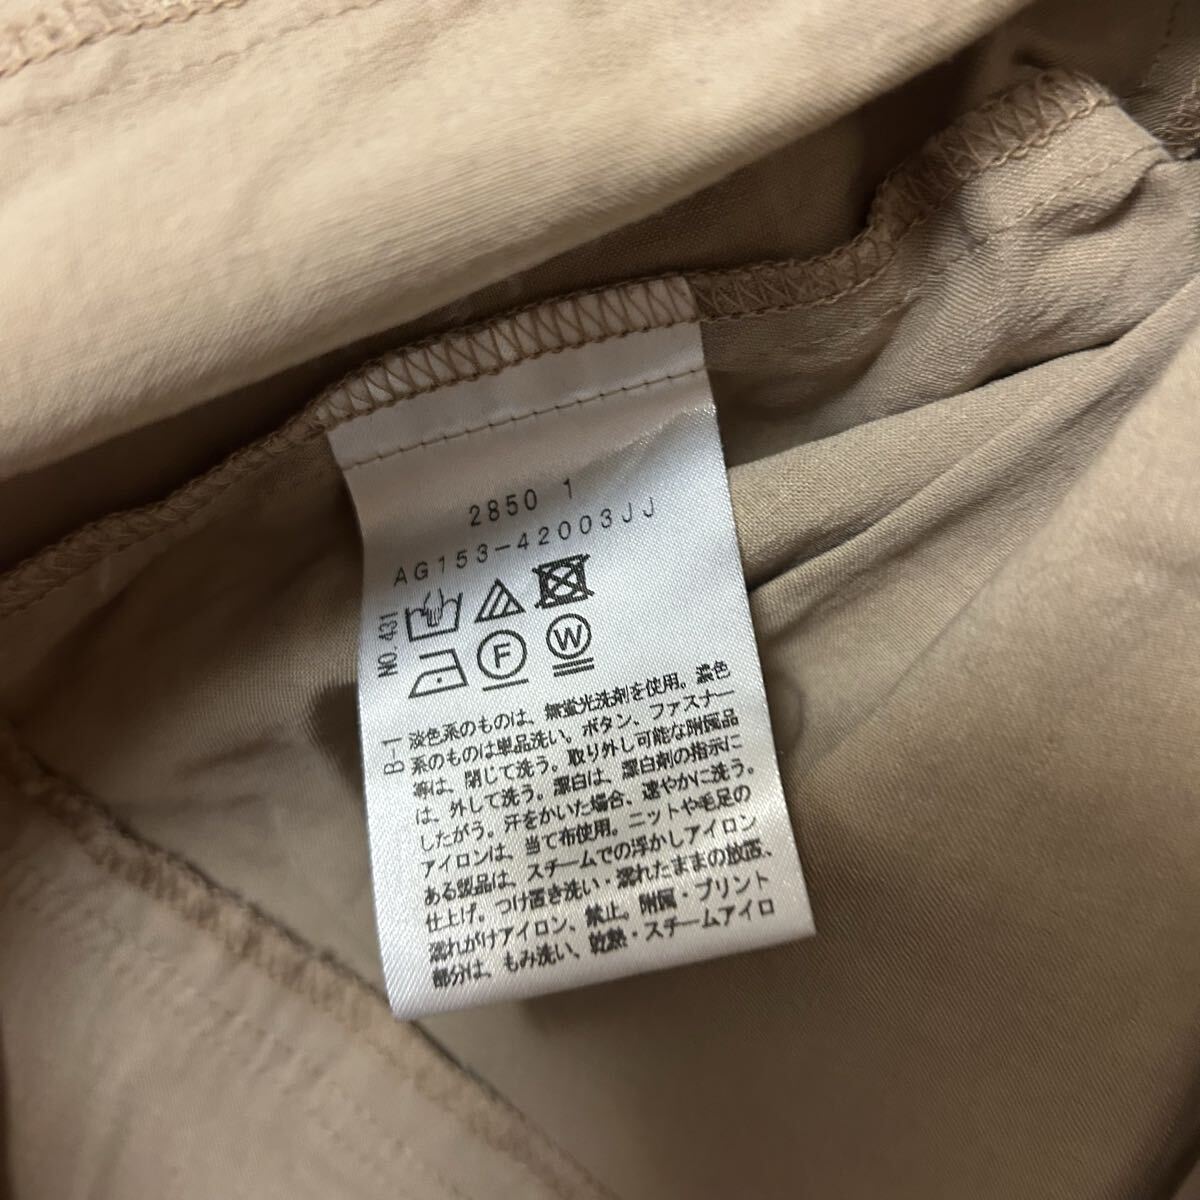 2850 1
AG153-42003JJ
NO.431
F
W
B-1
淡色系のものは、無蛍光洗剤を使用。濃色
系のものは単品洗い。ボタン、ファスナー
等は、閉じて洗う。取り外し可能な附属品
は、外して洗う。漂白は、漂白剤の指示に
したがう。汗をかいた場合、速やかに洗う。
アイロンは、当て布使用。ニットや毛足の
ある製品は、スチームでの浮かしアイロン
仕上げ。つけ置き洗い・濡れたままの放置、
濡れがけアイロン、禁止。附属・プリント
部分は、もみ洗い、乾熱・スチームアイロ